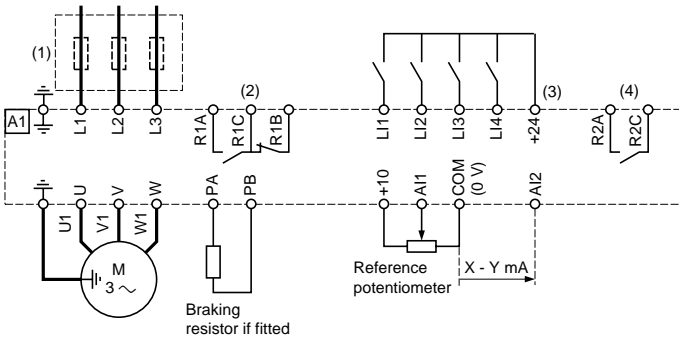 (1)
(2)
(3)
(4)
A1
L1
L2
L3
R1A
R1C
R1B
LI1
LI2
LI3
LI4
+24
R2A
R2C
U
V
W
PA
PB
+10
AI1
COM
(0 V)
AI2
U1
V1
W1
M
3 ~
Reference
potentiometer
X - Y mA
Braking
resistor if fitted